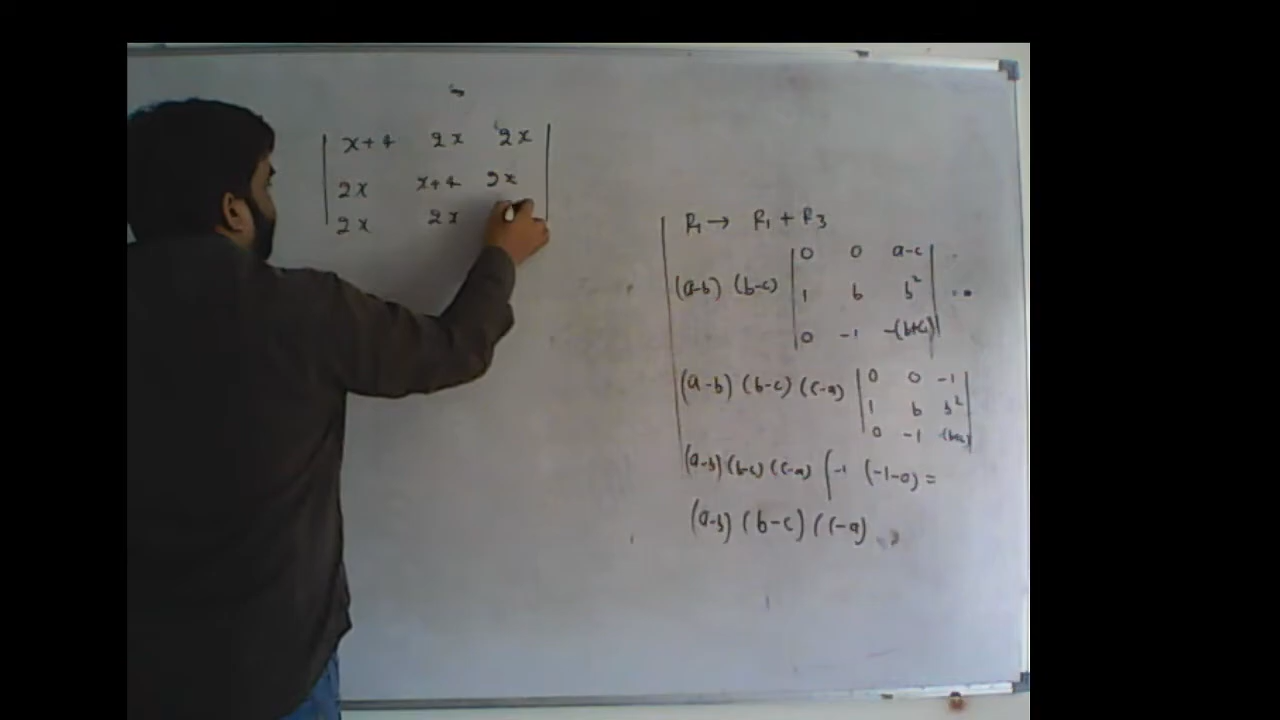 x+4 2x 2x
2x x+4 2x
2x 2x
R₁ → R₁ + R₃
(a-b) (b-c) | 0 0 a-c |
| 1 b b² |
| 0 -1 -(b+c) |
(a-b) (b-c) (c-a) | 0 0 -1 |
| 1 b b² |
| 0 -1 -(b+c) |
(a-b) (b-c) (c-a) ( -1 (-1-0) =
(a-b) (b-c) (c-a)